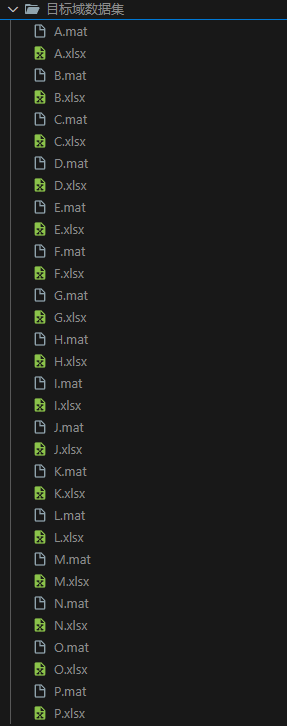 目标域数据集
A.mat
A.xlsx
B.mat
B.xlsx
C.mat
C.xlsx
D.mat
D.xlsx
E.mat
E.xlsx
F.mat
F.xlsx
G.mat
G.xlsx
H.mat
H.xlsx
I.mat
I.xlsx
J.mat
J.xlsx
K.mat
K.xlsx
L.mat
L.xlsx
M.mat
M.xlsx
N.mat
N.xlsx
O.mat
O.xlsx
P.mat
P.xlsx